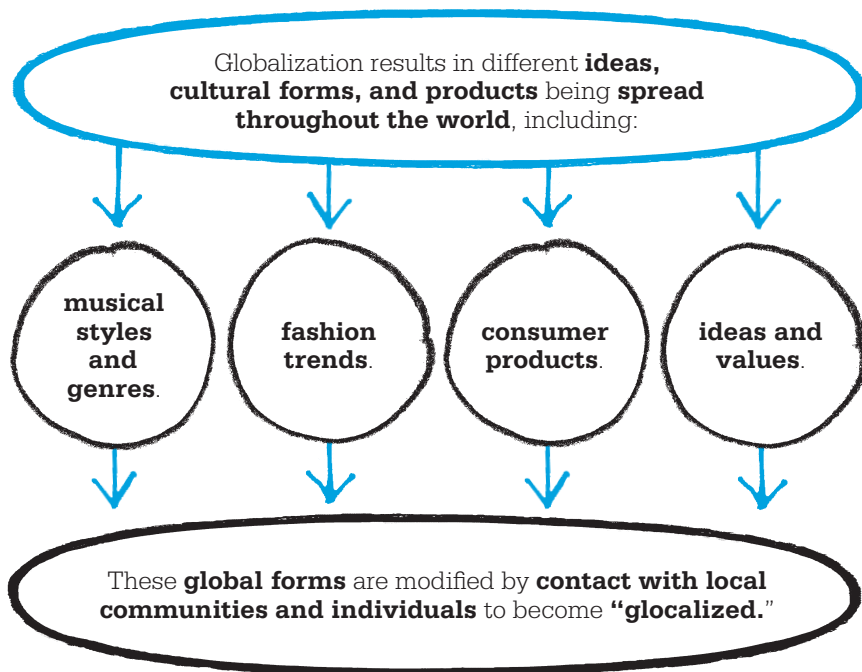 Globalization results in different ideas,
cultural forms, and products being spread
throughout the world, including:
musical
styles
and
genres.
fashion
trends.
consumer
products.
ideas and
values.
These global forms are modified by contact with local
communities and individuals to become “glocalized.”